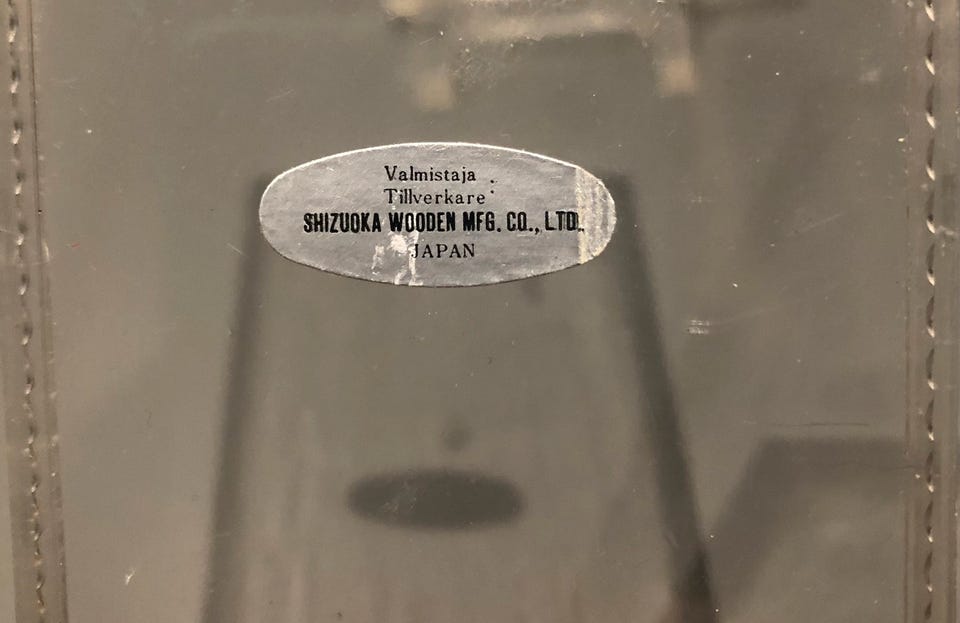 Valmistaja :
Tillverkare
SHIZUOKA WOODEN MFG. CO., LTD.
JAPAN